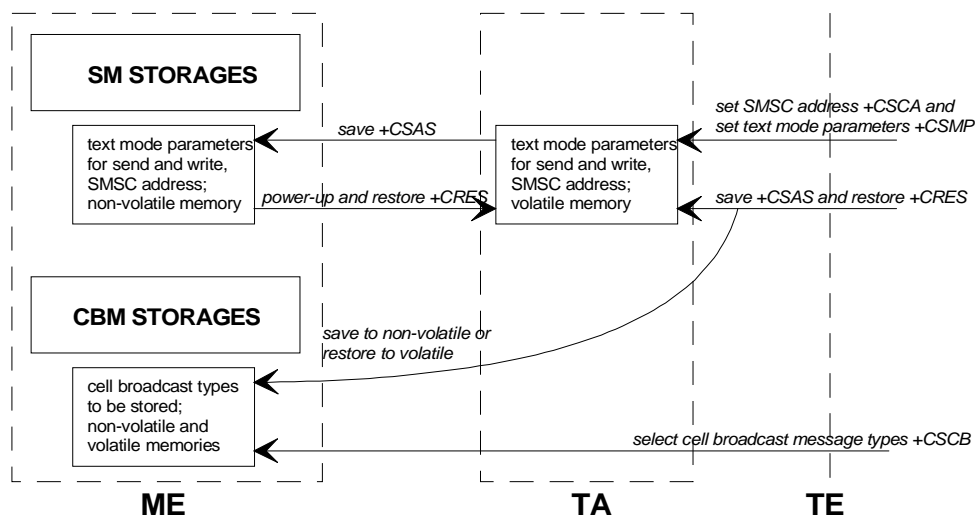 SM STORAGES
set SMSC address +CSCA and
set text mode parameters +CSMP
save +CSAS
text mode parameters
for send and write,
SMSC address;
non-volatile memory
text mode parameters
for send and write,
SMSC address;
volatile memory
power-up and restore +CRES
save +CSAS and restore +CRES
CBM STORAGES
save to non-volatile or
restore to volatile
cell broadcast types
to be stored;
non-volatile and
volatile memories
select cell broadcast message types +CSCB
ME
TA
TE